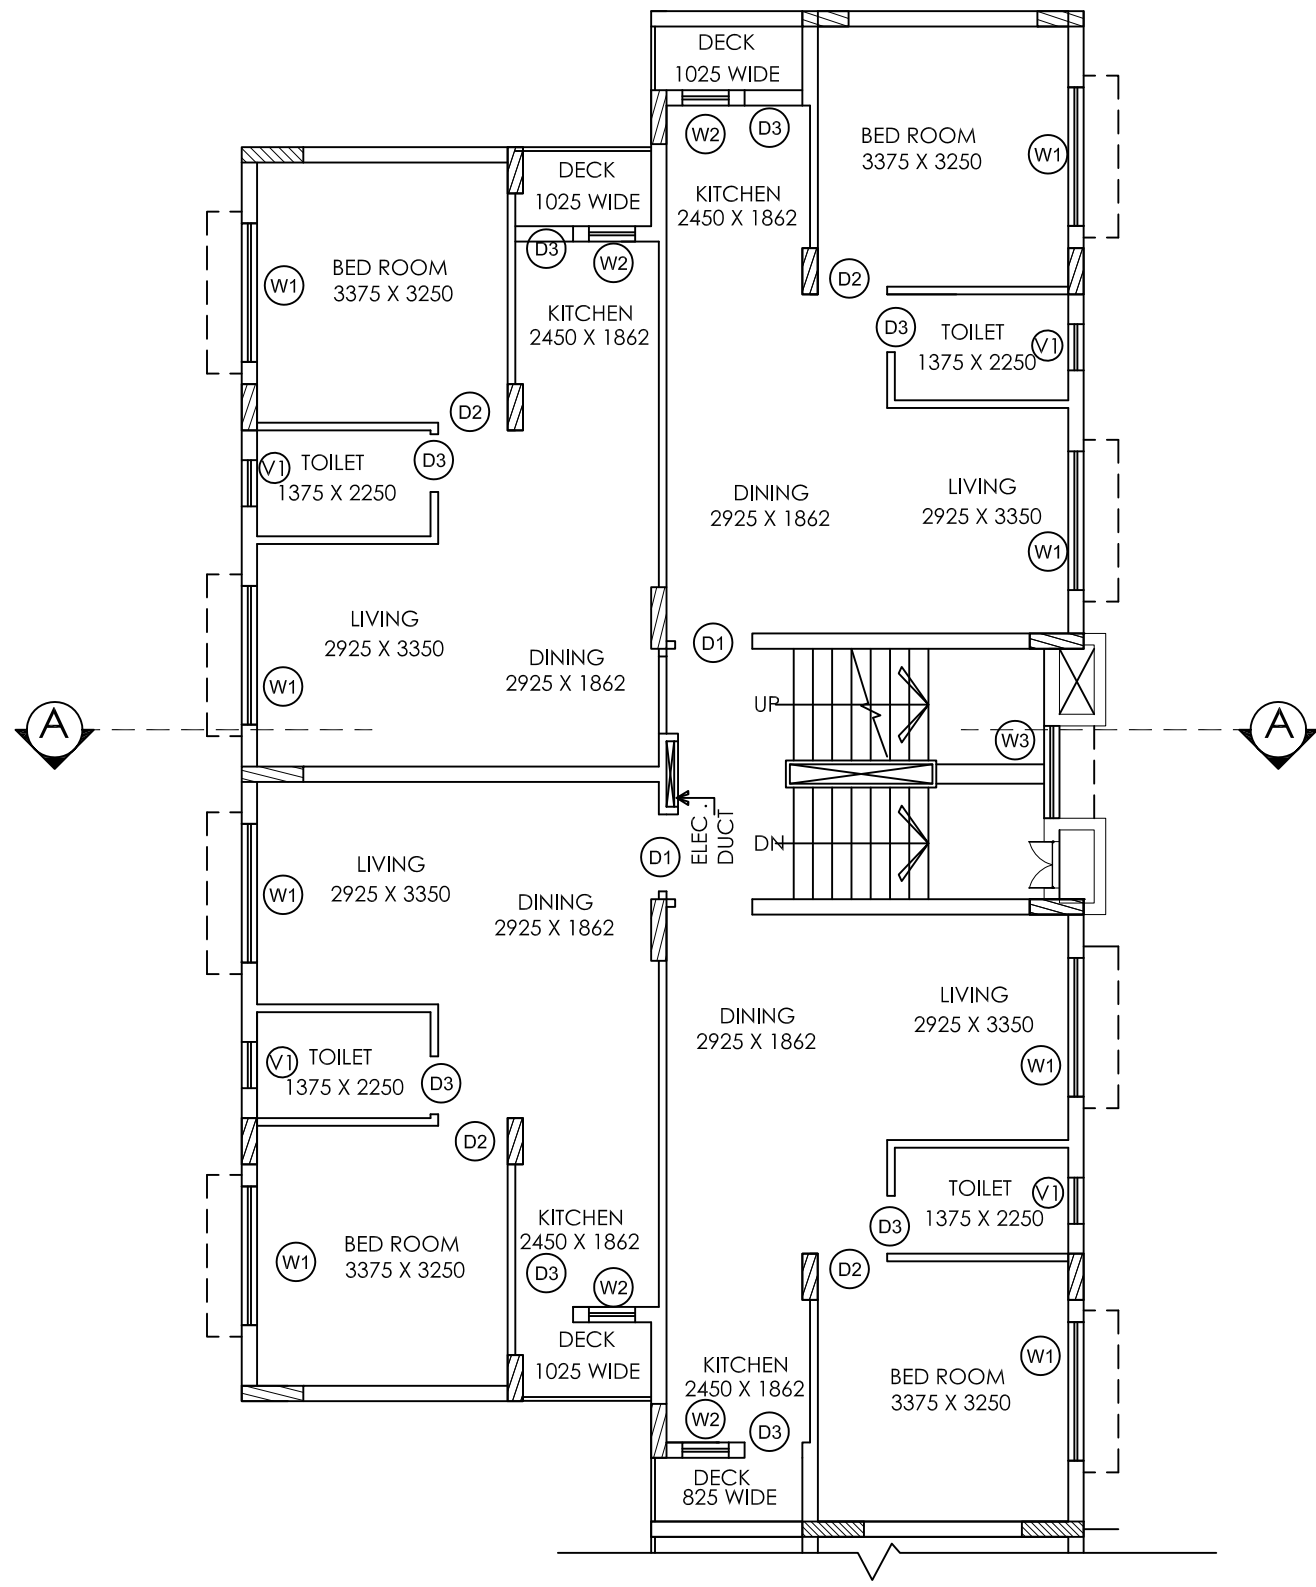 DECK
1025 WIDE
W2
D3
BED ROOM
3375 X 3250
W1
KITCHEN
2450 X 1862
DECK
1025 WIDE
D3
W2
BED ROOM
3375 X 3250
W1
KITCHEN
2450 X 1862
D2
D3
TOILET
1375 X 2250
V1
D2
D3
V1
TOILET
1375 X 2250
DINING
2925 X 1862
LIVING
2925 X 3350
W1
LIVING
2925 X 3350
W1
DINING
2925 X 1862
D1
UP
W3
A
A
ELEC.
DUCT
DN
D1
LIVING
2925 X 3350
W1
DINING
2925 X 1862
DINING
2925 X 1862
LIVING
2925 X 3350
W1
V1
TOILET
1375 X 2250
D3
D2
TOILET
1375 X 2250
V1
D3
D2
KITCHEN
2450 X 1862
D3
W2
BED ROOM
3375 X 3250
W1
DECK
1025 WIDE
KITCHEN
2450 X 1862
W2
D3
BED ROOM
3375 X 3250
W1
DECK
825 WIDE